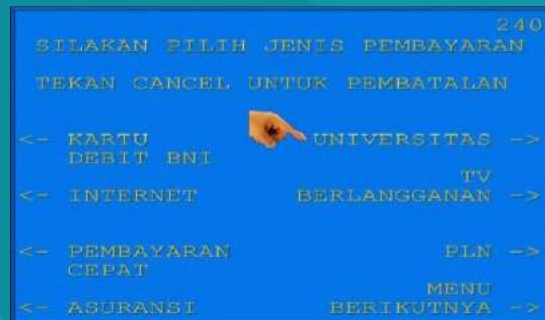 240
SILAKAN PILIH JENIS PEMBAYARAN
TEKAN CANCEL UNTUK PEMBATALAN
<- KARTU DEBIT BNI
UNIVERSITAS ->
<- INTERNET
TV BERLANGGANAN ->
<- PEMBAYARAN CEPAT
PLN ->
<- ASURANSI
MENU BERIKUTNYA ->